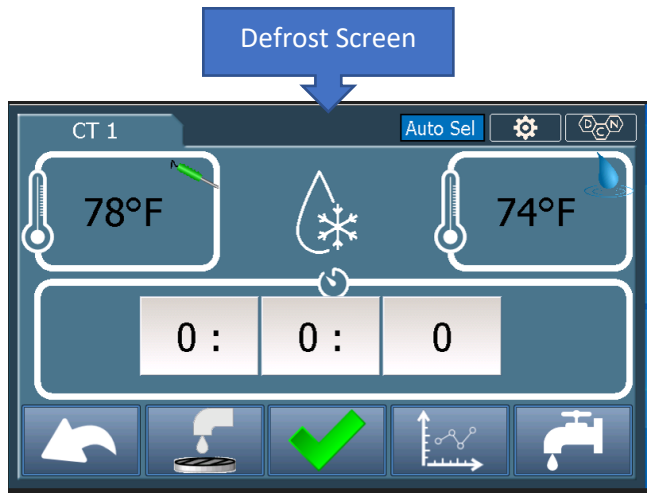 Defrost Screen
CT 1
Auto Sel
D C N
78°F
74°F
0 : 0 : 0